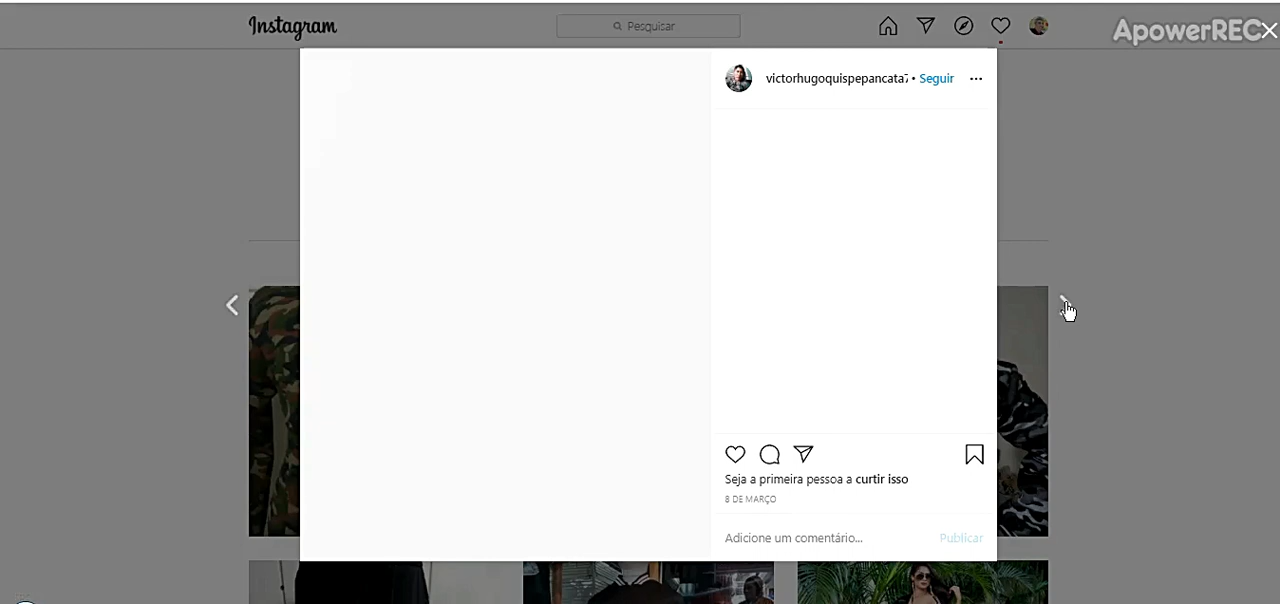 Instagram
Pesquisar
ApowerREC
victorhugoquispepancata7 • Seguir
Seja a primeira pessoa a curtir isso
8 DE MARÇO
Adicione um comentário... Publicar